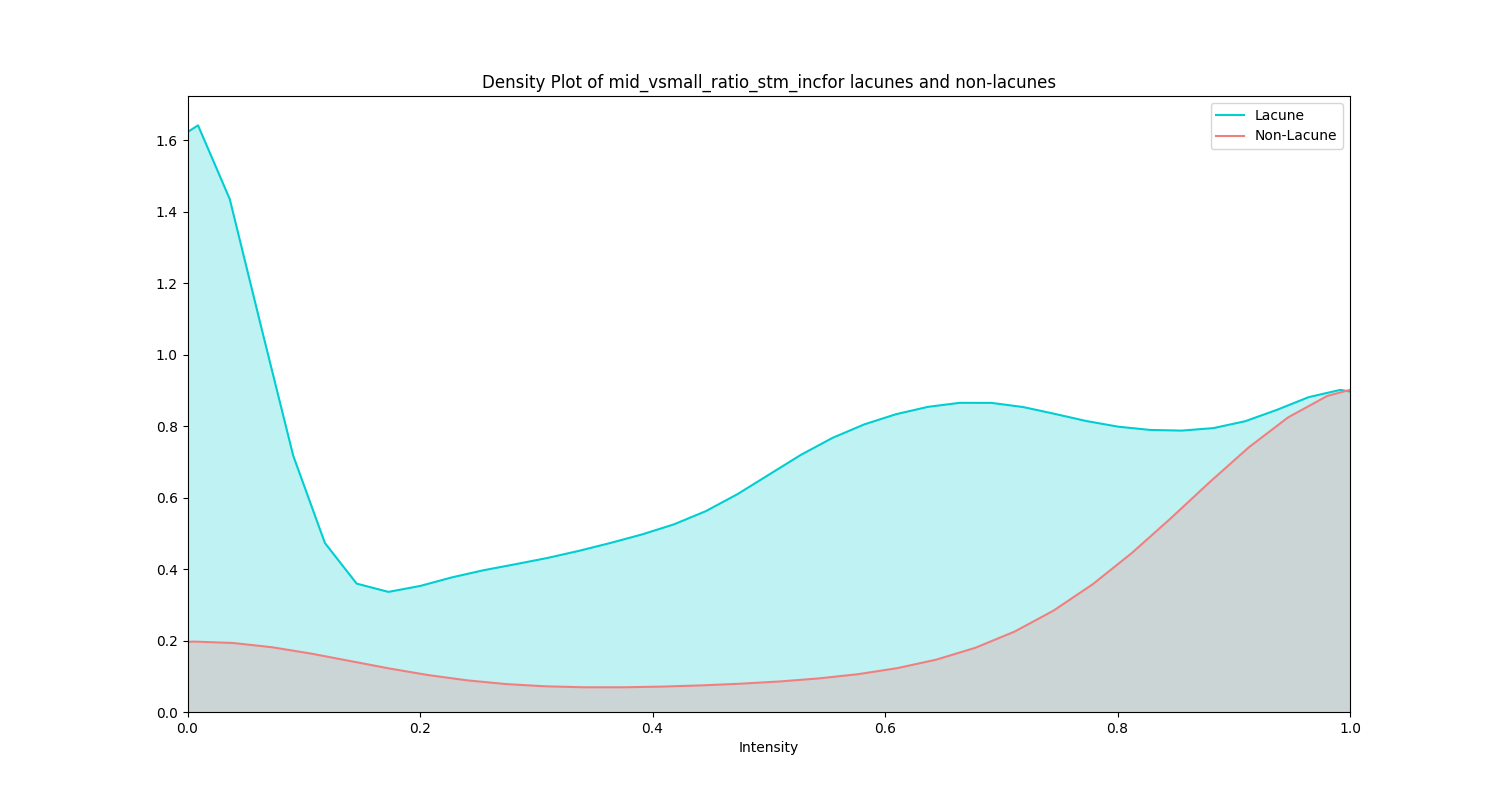 Density Plot of mid_vsmall_ratio_stm_incfor lacunes and non-lacunes
Lacune
Non-Lacune
1.6
1.4
1.2
1.0
0.8
0.6
0.4
0.2
0.0
0.0 0.2 0.4 0.6 0.8 1.0
Intensity